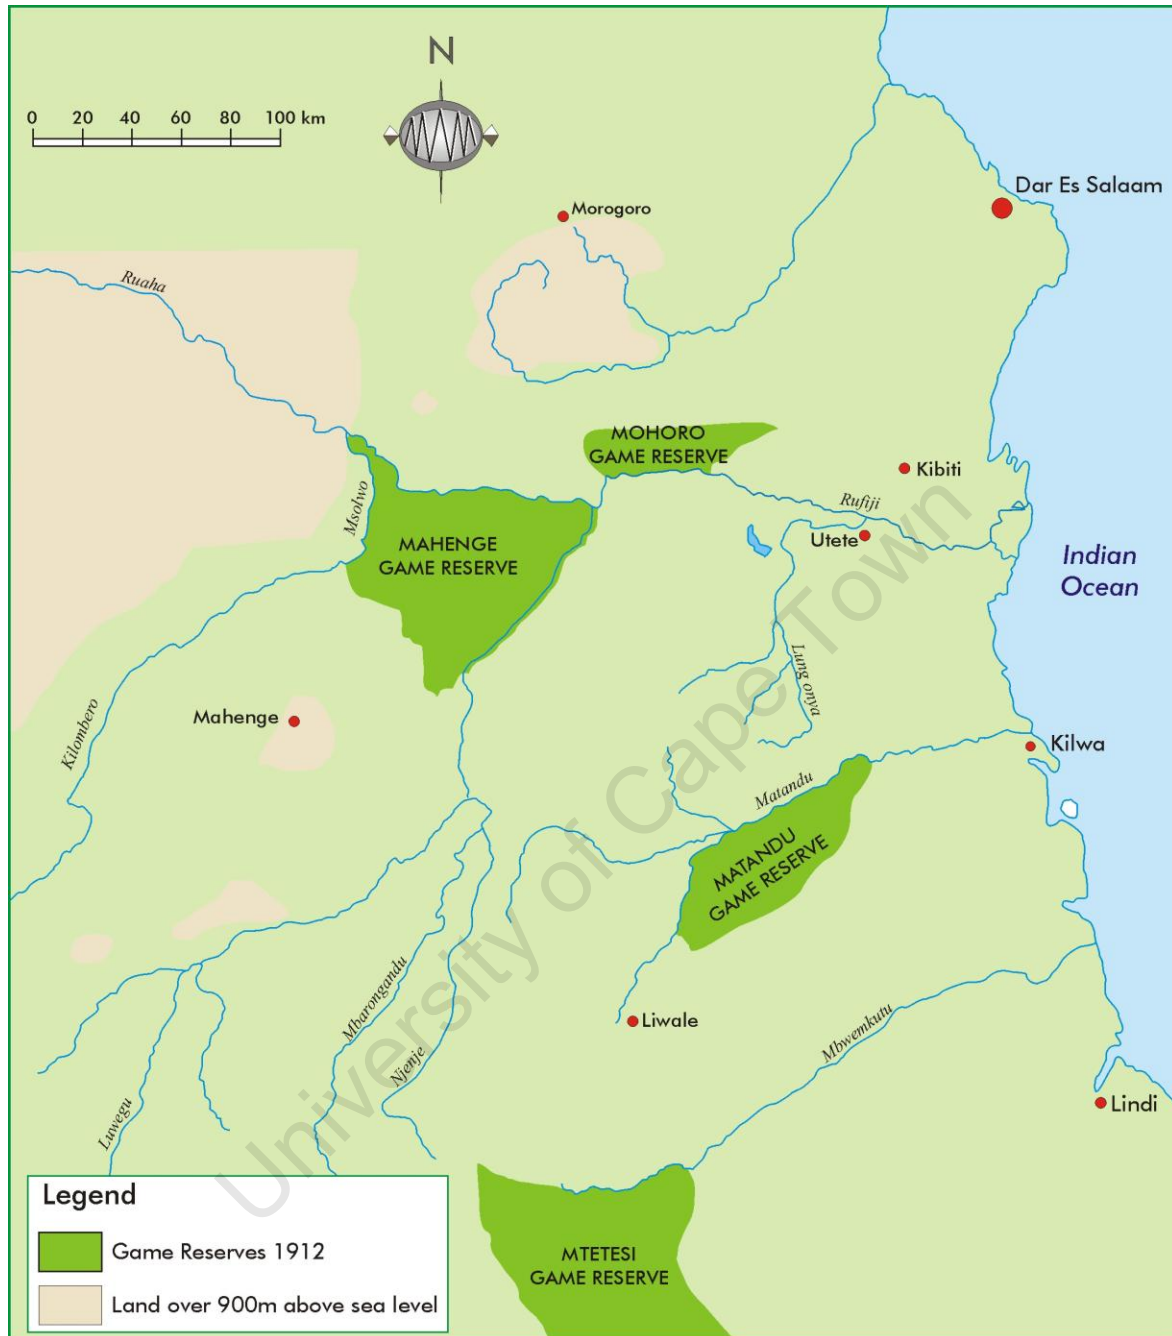 N
0 20 40 60 80 100 km
Dar Es Salaam
Morogoro
Ruaha
MOHORO
GAME RESERVE
Kibiti
Msolwo
Rufiji
Utete
MAHENGE
GAME RESERVE
Indian
Ocean
Lung onya
Kilombero
Mahenge
Kilwa
Matandu
MATANDU
GAME RESERVE
Mbarongandu
Njenje
Liwale
Mbwemkutu
Luwegu
Lindi
University of Cape Town
Legend
Game Reserves 1912
Land over 900m above sea level
MTETESI
GAME RESERVE